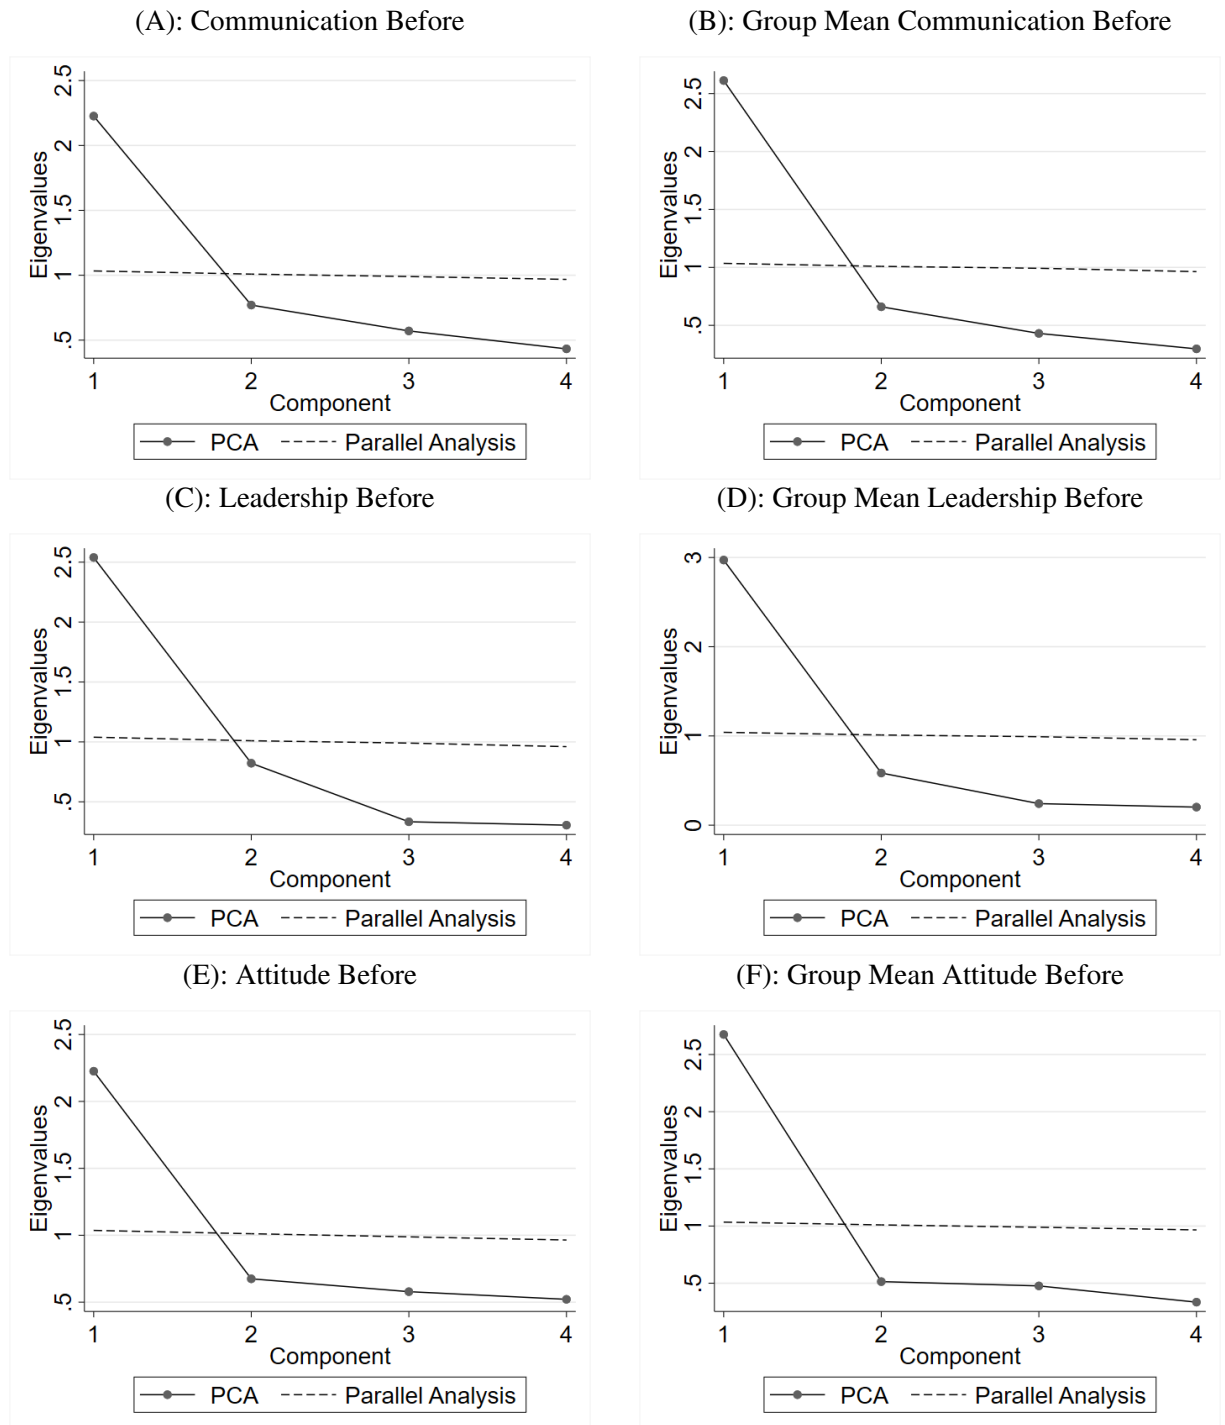 (A): Communication Before
2.5
2
1.5
1
.5
Eigenvalues
1 2 3 4
Component
PCA Parallel Analysis
(B): Group Mean Communication Before
2.5
2
1.5
1
.5
Eigenvalues
1 2 3 4
Component
PCA Parallel Analysis
(C): Leadership Before
2.5
2
1.5
1
.5
Eigenvalues
1 2 3 4
Component
PCA Parallel Analysis
(D): Group Mean Leadership Before
3
2
1
0
Eigenvalues
1 2 3 4
Component
PCA Parallel Analysis
(E): Attitude Before
2.5
2
1.5
1
.5
Eigenvalues
1 2 3 4
Component
PCA Parallel Analysis
(F): Group Mean Attitude Before
2.5
2
1.5
1
.5
Eigenvalues
1 2 3 4
Component
PCA Parallel Analysis